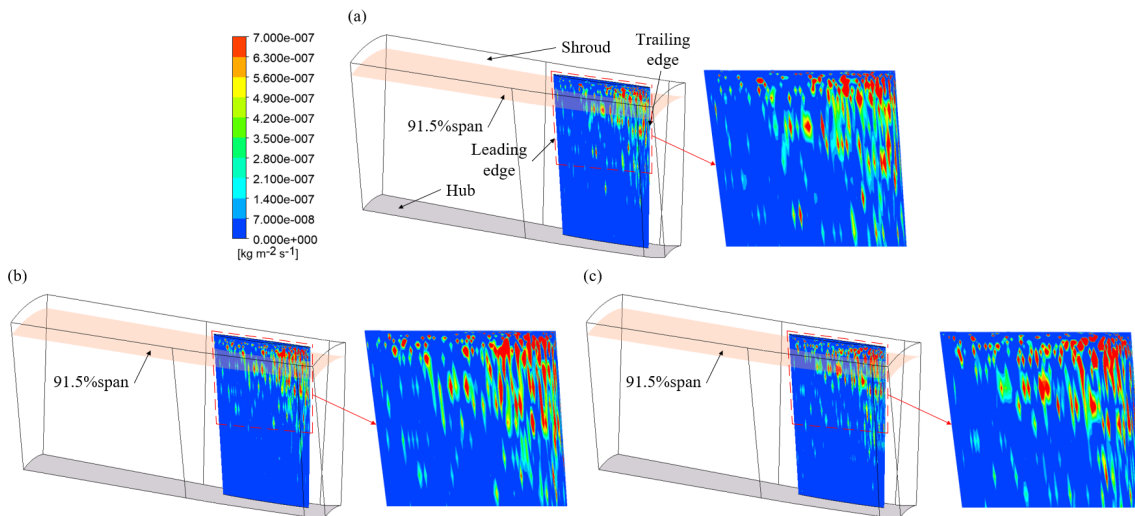 (a)
7.000e-007
6.300e-007
5.600e-007
4.900e-007
4.200e-007
3.500e-007
2.800e-007
2.100e-007
1.400e-007
7.000e-008
0.000e+000
[kg m^-2 s^-1]
Shroud
Trailing
edge
91.5%span
Leading
edge
Hub
(b)
91.5%span
(c)
91.5%span